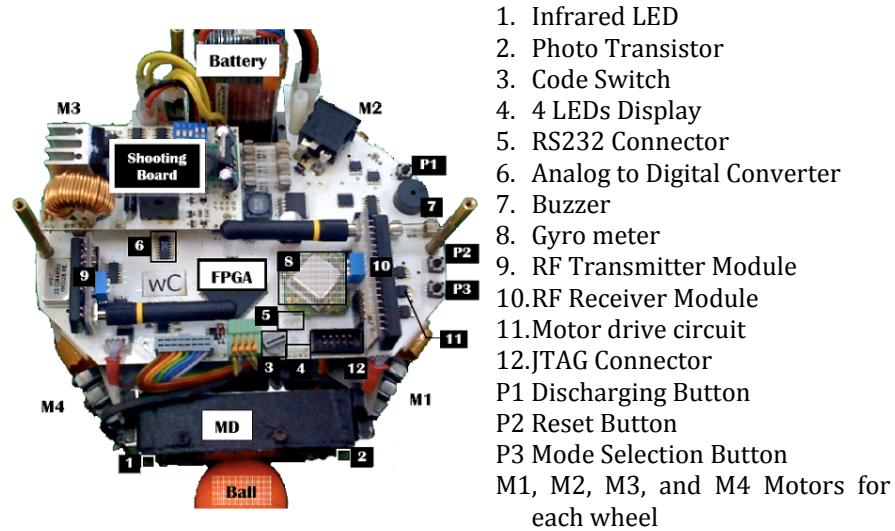 Battery
M3
M2
Shooting
Board
P1
7
6
8
P2
9
wC
FPGA
10
P3
5
11
3
4
12
M4
M1
MD
1
2
Ball
1. Infrared LED
2. Photo Transistor
3. Code Switch
4. 4 LEDs Display
5. RS232 Connector
6. Analog to Digital Converter
7. Buzzer
8. Gyro meter
9. RF Transmitter Module
10.RF Receiver Module
11.Motor drive circuit
12.JTAG Connector
P1 Discharging Button
P2 Reset Button
P3 Mode Selection Button
M1, M2, M3, and M4 Motors for
each wheel